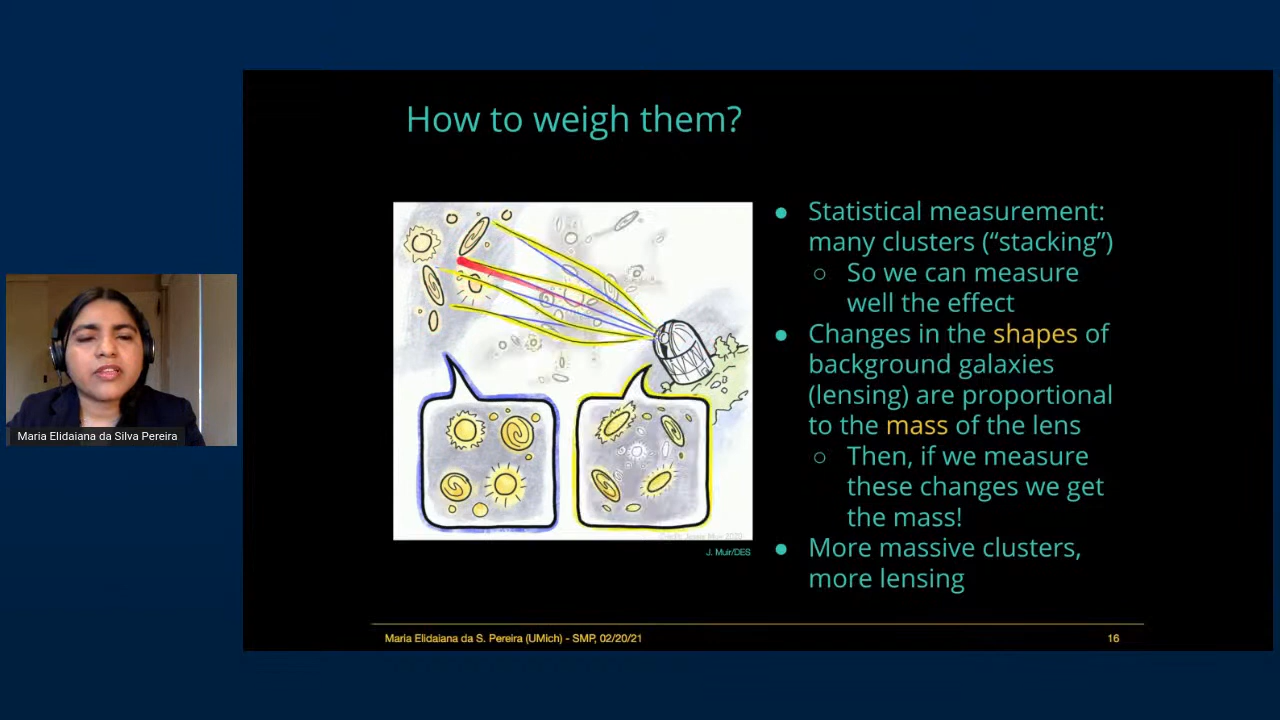 How to weigh them?
● Statistical measurement:
many clusters (“stacking”)
○ So we can measure
well the effect
● Changes in the shapes of
background galaxies
(lensing) are proportional
to the mass of the lens
○ Then, if we measure
these changes we get
the mass!
● More massive clusters,
more lensing
J. Muir/DES
Maria Elidaiana da Silva Pereira
Maria Elidaiana da S. Pereira (UMich) - SMP, 02/20/21
16